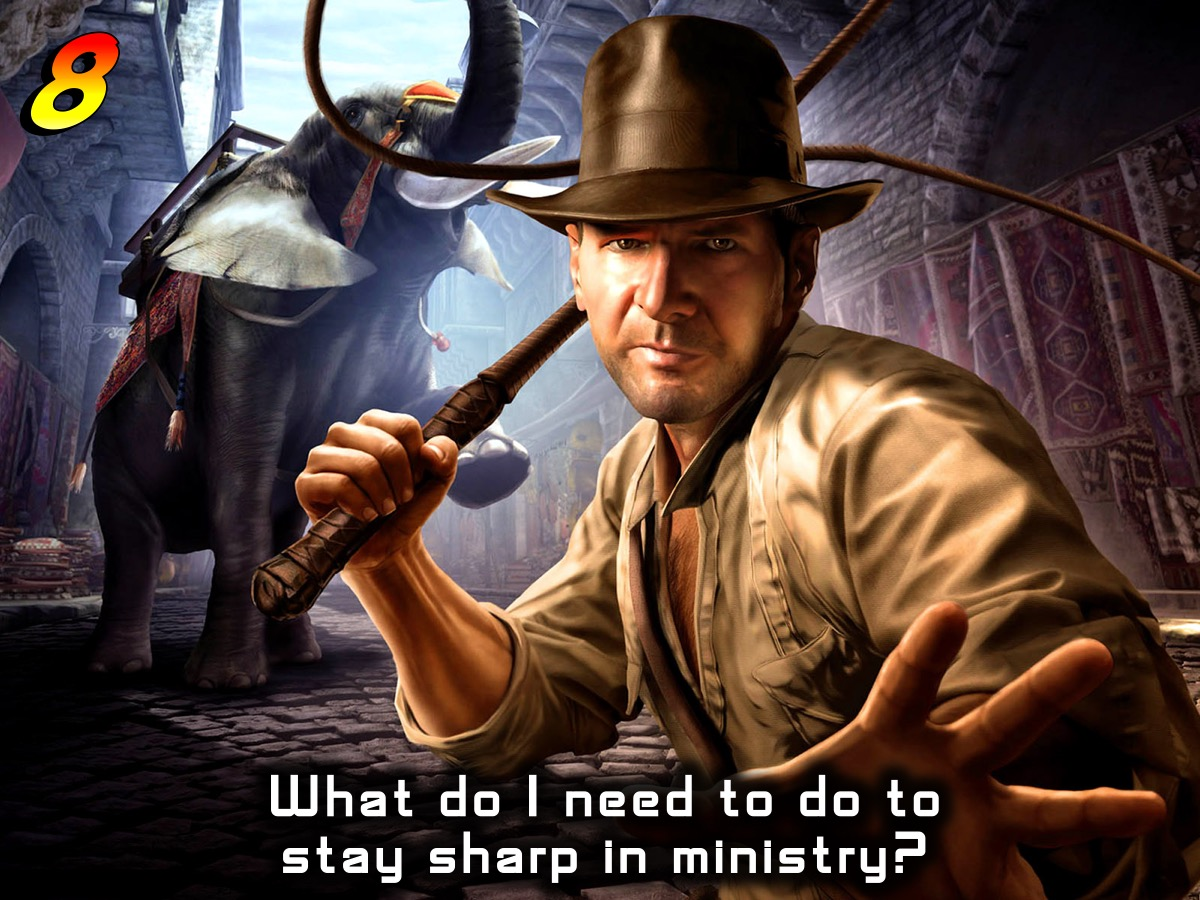 8
What do I need to do to
stay sharp in ministry?